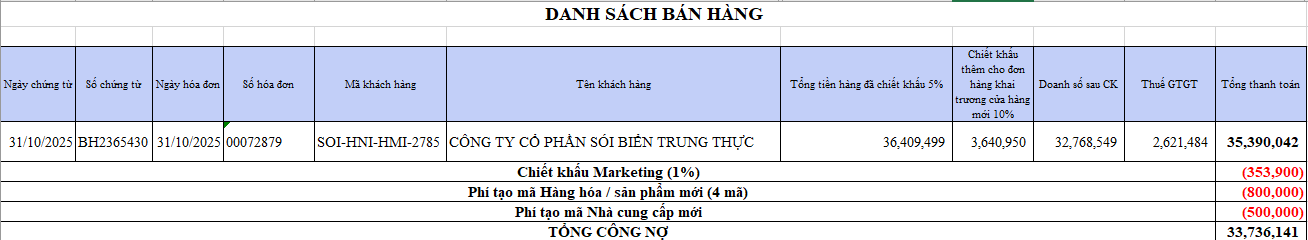 DANH SÁCH BÁN HÀNG
Ngày chứng từ Số chứng từ Ngày hóa đơn Số hóa đơn Mã khách hàng Tên khách hàng Tổng tiền hàng đã chiết khấu 5% Chiết khấu thêm cho đơn hàng khai trương cửa hàng mới 10% Doanh số sau CK Thuế GTGT Tổng thanh toán
31/10/2025 BH2365430 31/10/2025 00072879 SOI-HNI-HMI-2785 CÔNG TY CỔ PHẦN SÓI BIỂN TRUNG THỰC 36,409,499 3,640,950 32,768,549 2,621,484 35,390,042
Chiết khấu Marketing (1%) (353,900)
Phí tạo mã Hàng hóa / sản phẩm mới (4 mã) (800,000)
Phí tạo mã Nhà cung cấp mới (500,000)
TỔNG CÔNG NỢ 33,736,141